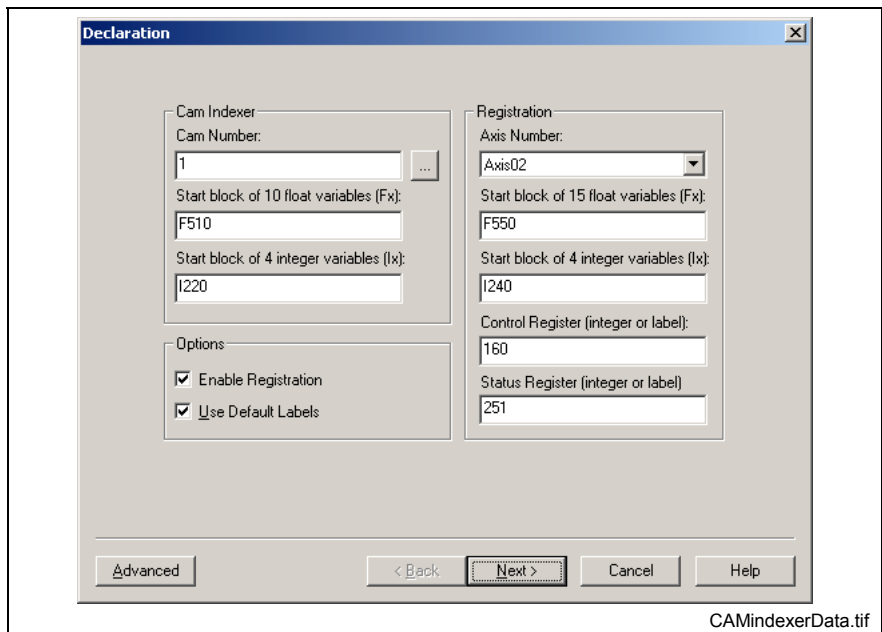 Declaration
Cam Indexer
Cam Number:
1
...
Start block of 10 float variables (Fx):
F510
Start block of 4 integer variables (Ix):
I220
Options
Enable Registration
Use Default Labels
Registration
Axis Number:
Axis02
Start block of 15 float variables (Fx):
F550
Start block of 4 integer variables (Ix):
I240
Control Register (integer or label):
160
Status Register (integer or label)
251
Advanced
< Back
Next >
Cancel
Help
CAMindexerData.tif